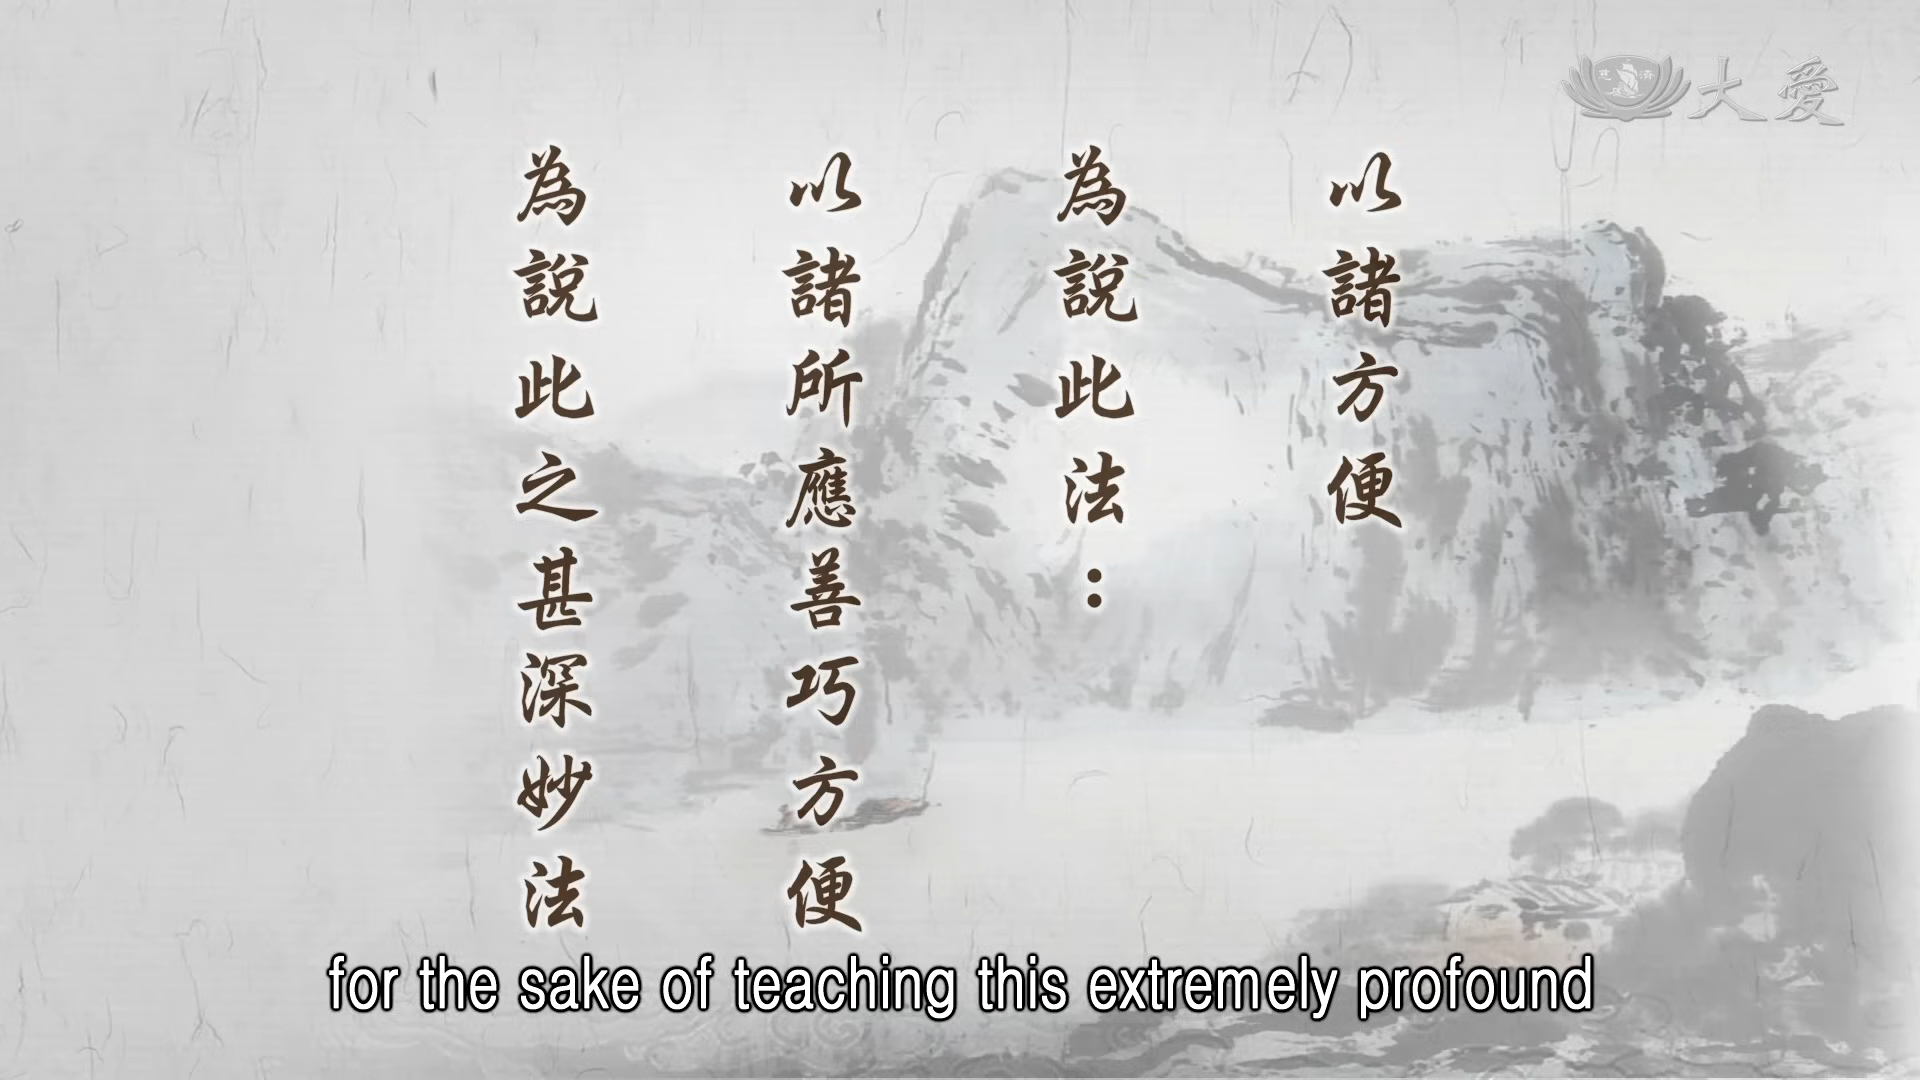 大愛
以諸方便
為說此法：
以諸所應善巧方便
為說此之甚深妙法
for the sake of teaching this extremely profound